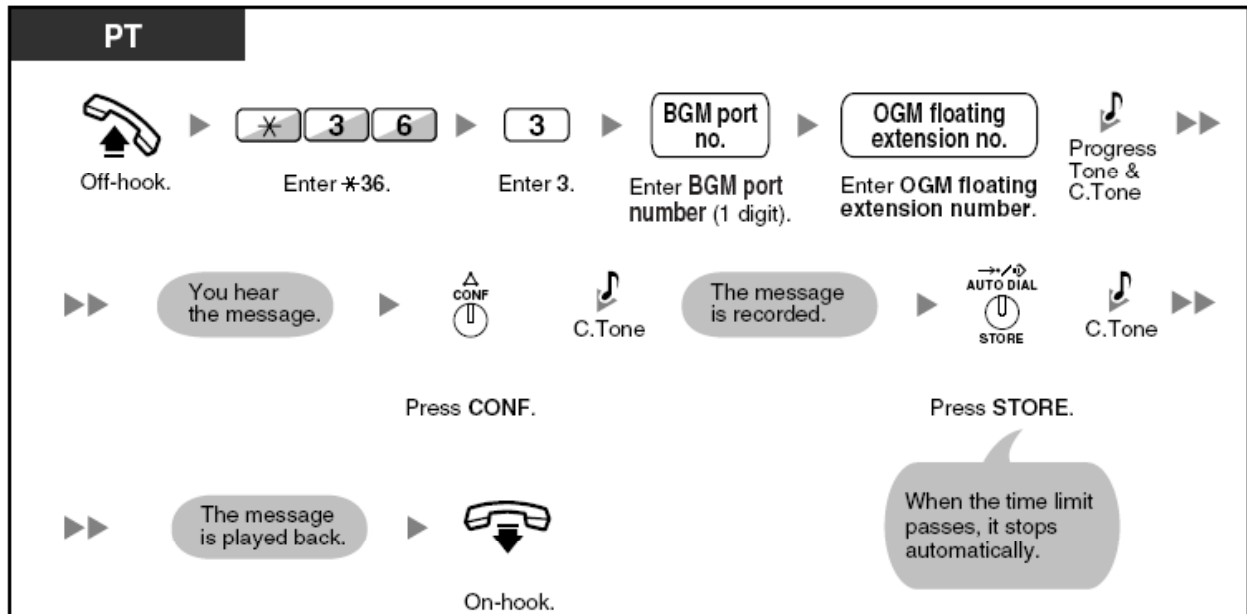 PT
* 3 6
3
BGM port
no.
OGM floating
extension no.
Off-hook.
Enter *36.
Enter 3.
Enter BGM port
number (1 digit).
Enter OGM floating
extension number.
Progress
Tone &
C.Tone
You hear
the message.
CONF
C.Tone
The message
is recorded.
AUTO DIAL
STORE
C.Tone
Press CONF.
Press STORE.
The message
is played back.
When the time limit
passes, it stops
automatically.
On-hook.